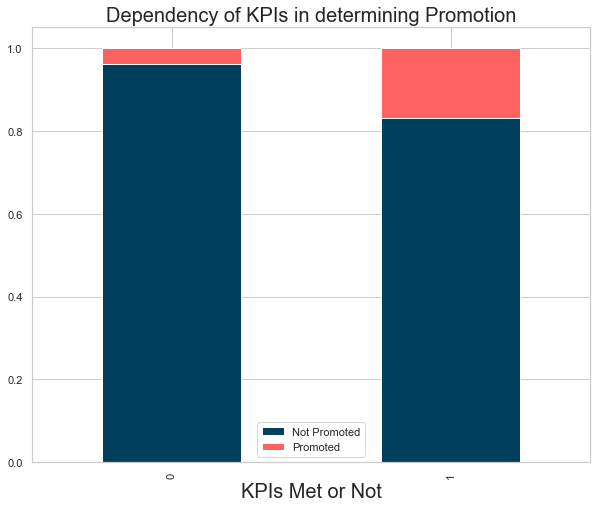 Dependency of KPIs in determining Promotion
1.0
0.8
0.6
0.4
0.2
0.0
Not Promoted
Promoted
0
1
KPIs Met or Not